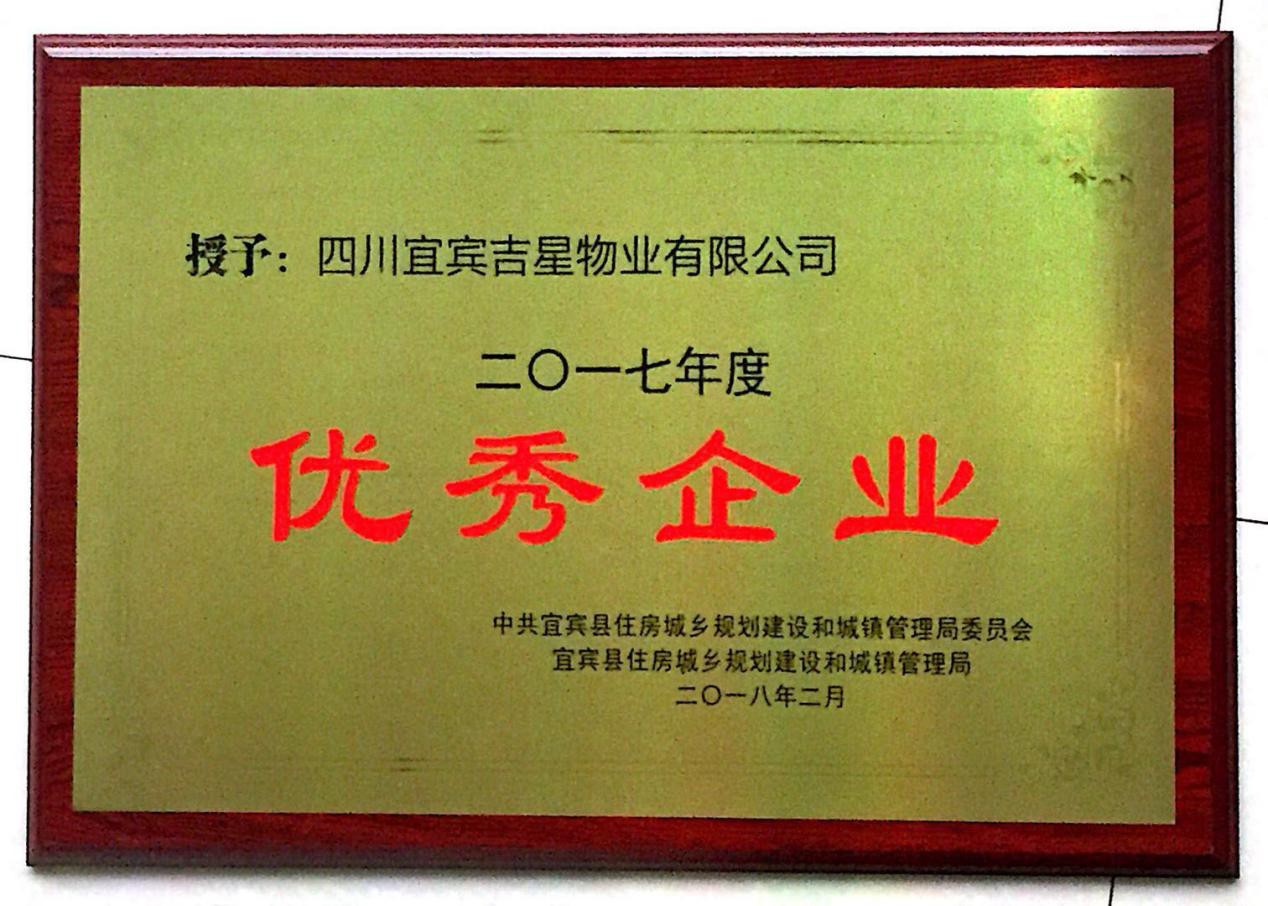 授予：四川宜宾吉星物业有限公司
二〇一七年度
优秀企业
中共宜宾县住房城乡规划建设和城镇管理局委员会
宜宾县住房城乡规划建设和城镇管理局
二〇一八年二月